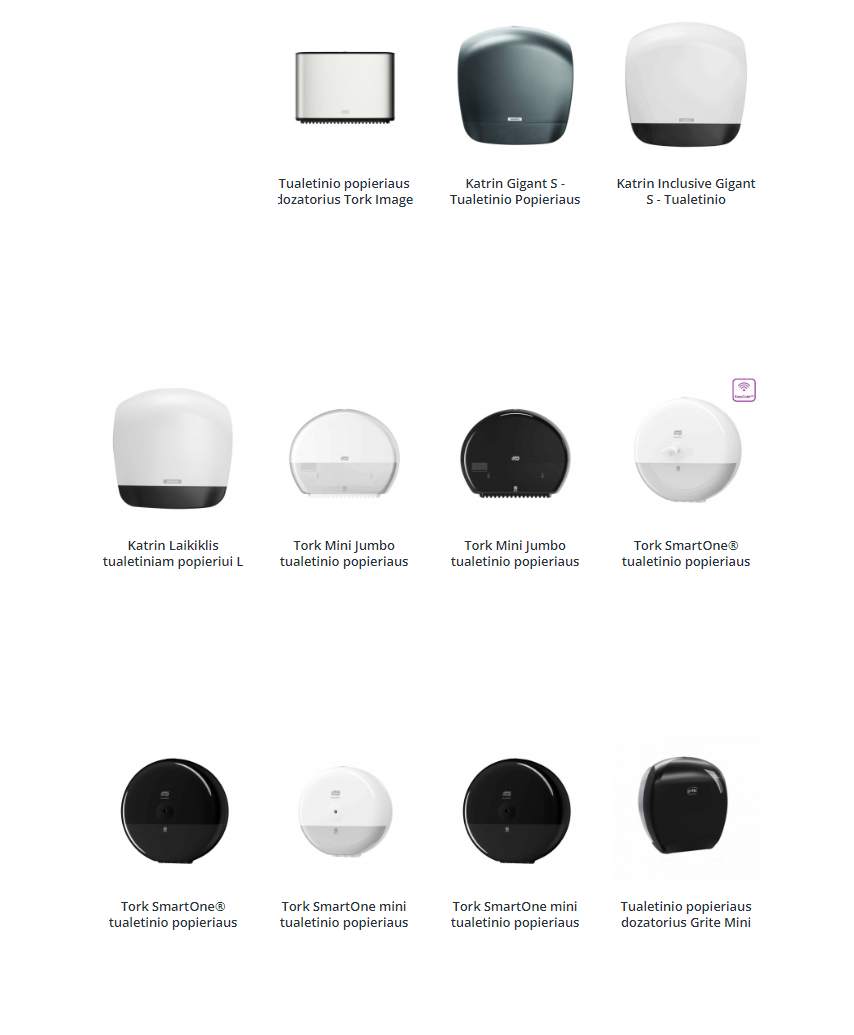 Tualetinio popieriaus
dozatorius Tork Image
Katrin Gigant S -
Tualetinio Popieriaus
Katrin Inclusive Gigant
S - Tualetinio
Katrin Laikiklis
tualetiniam popieriui L
Tork Mini Jumbo
tualetinio popieriaus
Tork Mini Jumbo
tualetinio popieriaus
Tork SmartOne®
tualetinio popieriaus
Tork SmartOne®
tualetinio popieriaus
Tork SmartOne mini
tualetinio popieriaus
Tork SmartOne mini
tualetinio popieriaus
Tualetinio popieriaus
dozatorius Grite Mini